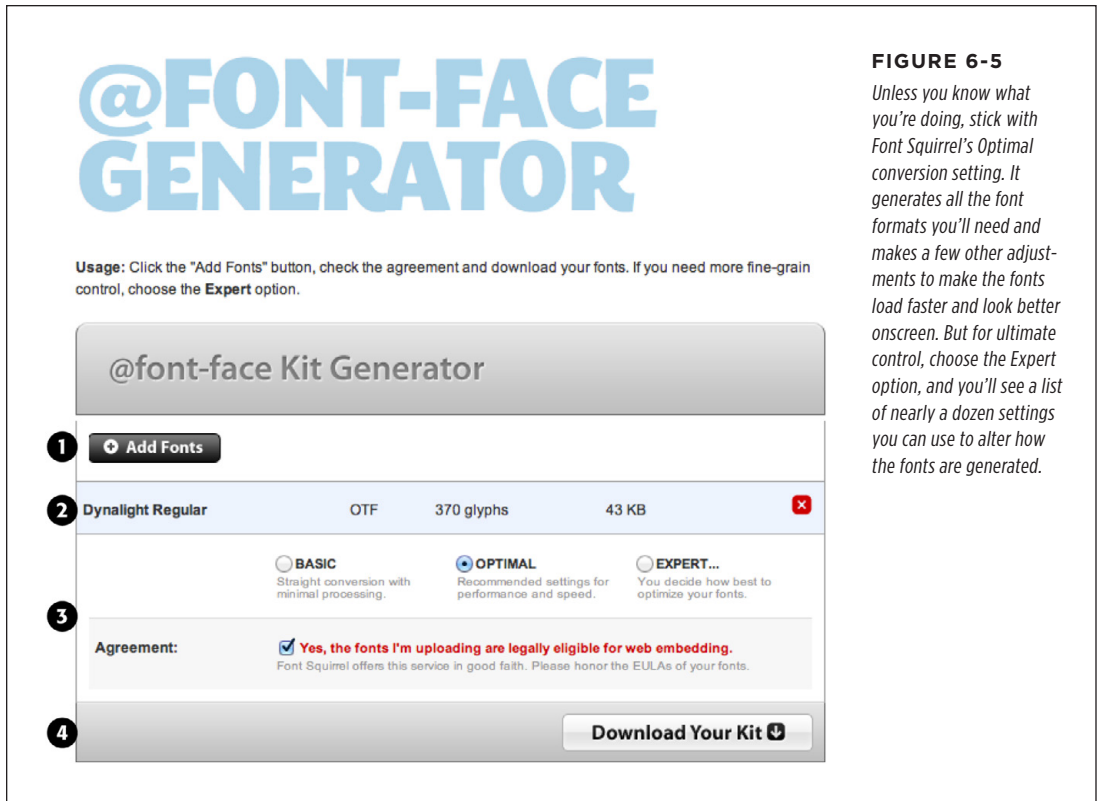 @FONT-FACE
GENERATOR
Usage: Click the "Add Fonts" button, check the agreement and download your fonts. If you need more fine-grain
control, choose the Expert option.
@font-face Kit Generator
1 Add Fonts
2 Dynalight Regular OTF 370 glyphs 43 KB
BASIC
Straight conversion with
minimal processing.
OPTIMAL
Recommended settings for
performance and speed.
EXPERT...
You decide how best to
optimize your fonts.
3
Agreement:
Yes, the fonts I'm uploading are legally eligible for web embedding.
Font Squirrel offers this service in good faith. Please honor the EULAs of your fonts.
4 Download Your Kit
FIGURE 6-5
Unless you know what
you're doing, stick with
Font Squirrel's Optimal
conversion setting. It
generates all the font
formats you'll need and
makes a few other adjust-
ments to make the fonts
load faster and look better
onscreen. But for ultimate
control, choose the Expert
option, and you'll see a list
of nearly a dozen settings
you can use to alter how
the fonts are generated.